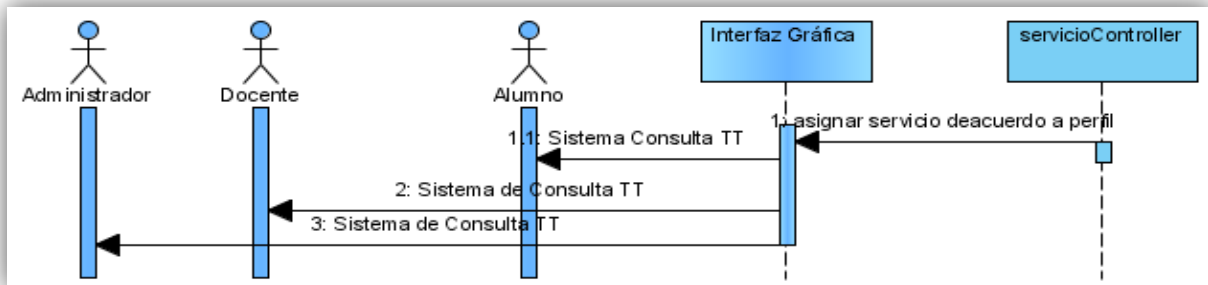 Interfaz Gráfica
servicioController
Administrador
Docente
Alumno
1: asignar servicio deacuerdo a perfil
1.1: Sistema Consulta TT
2: Sistema de Consulta TT
3: Sistema de Consulta TT